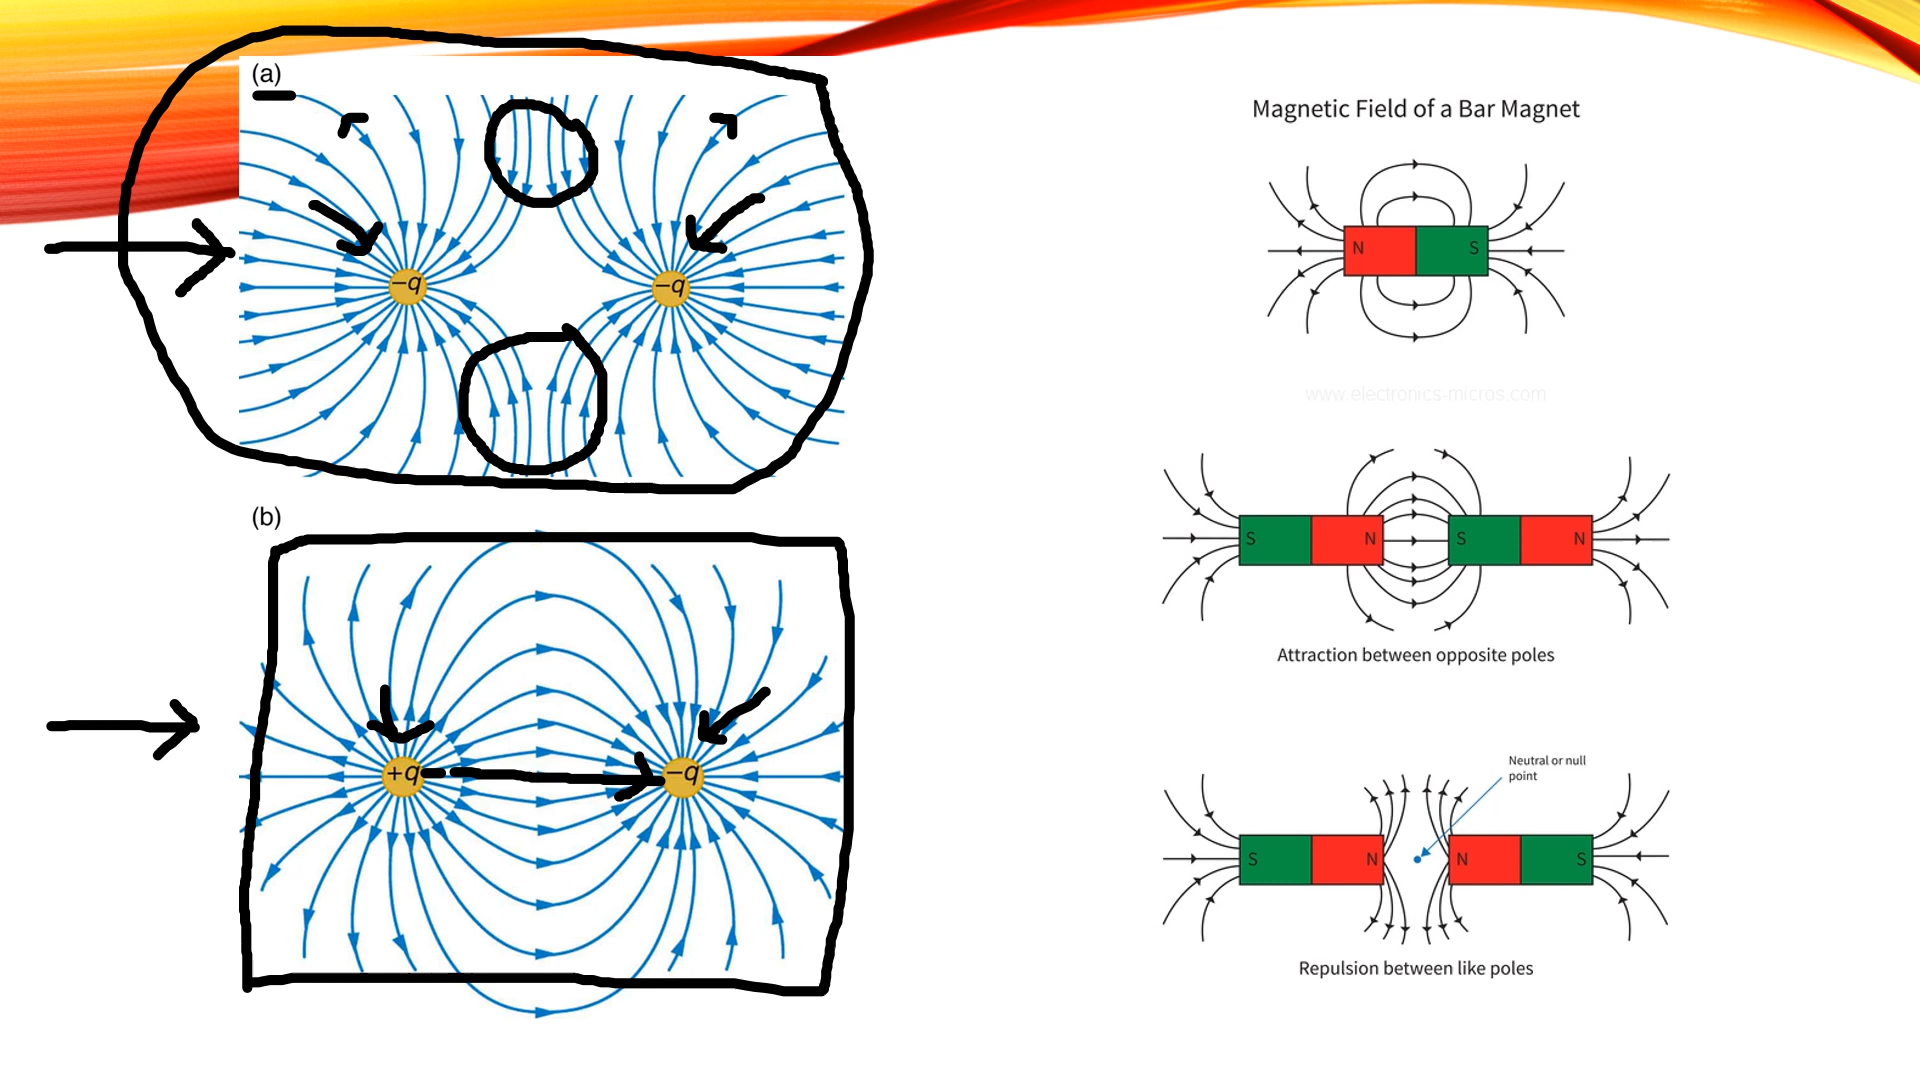 (a)
−q
−q
(b)
+q
−q
Magnetic Field of a Bar Magnet
N S
www.electronics-micros.com
S N S N
Attraction between opposite poles
Neutral or null
point
S N N S
Repulsion between like poles